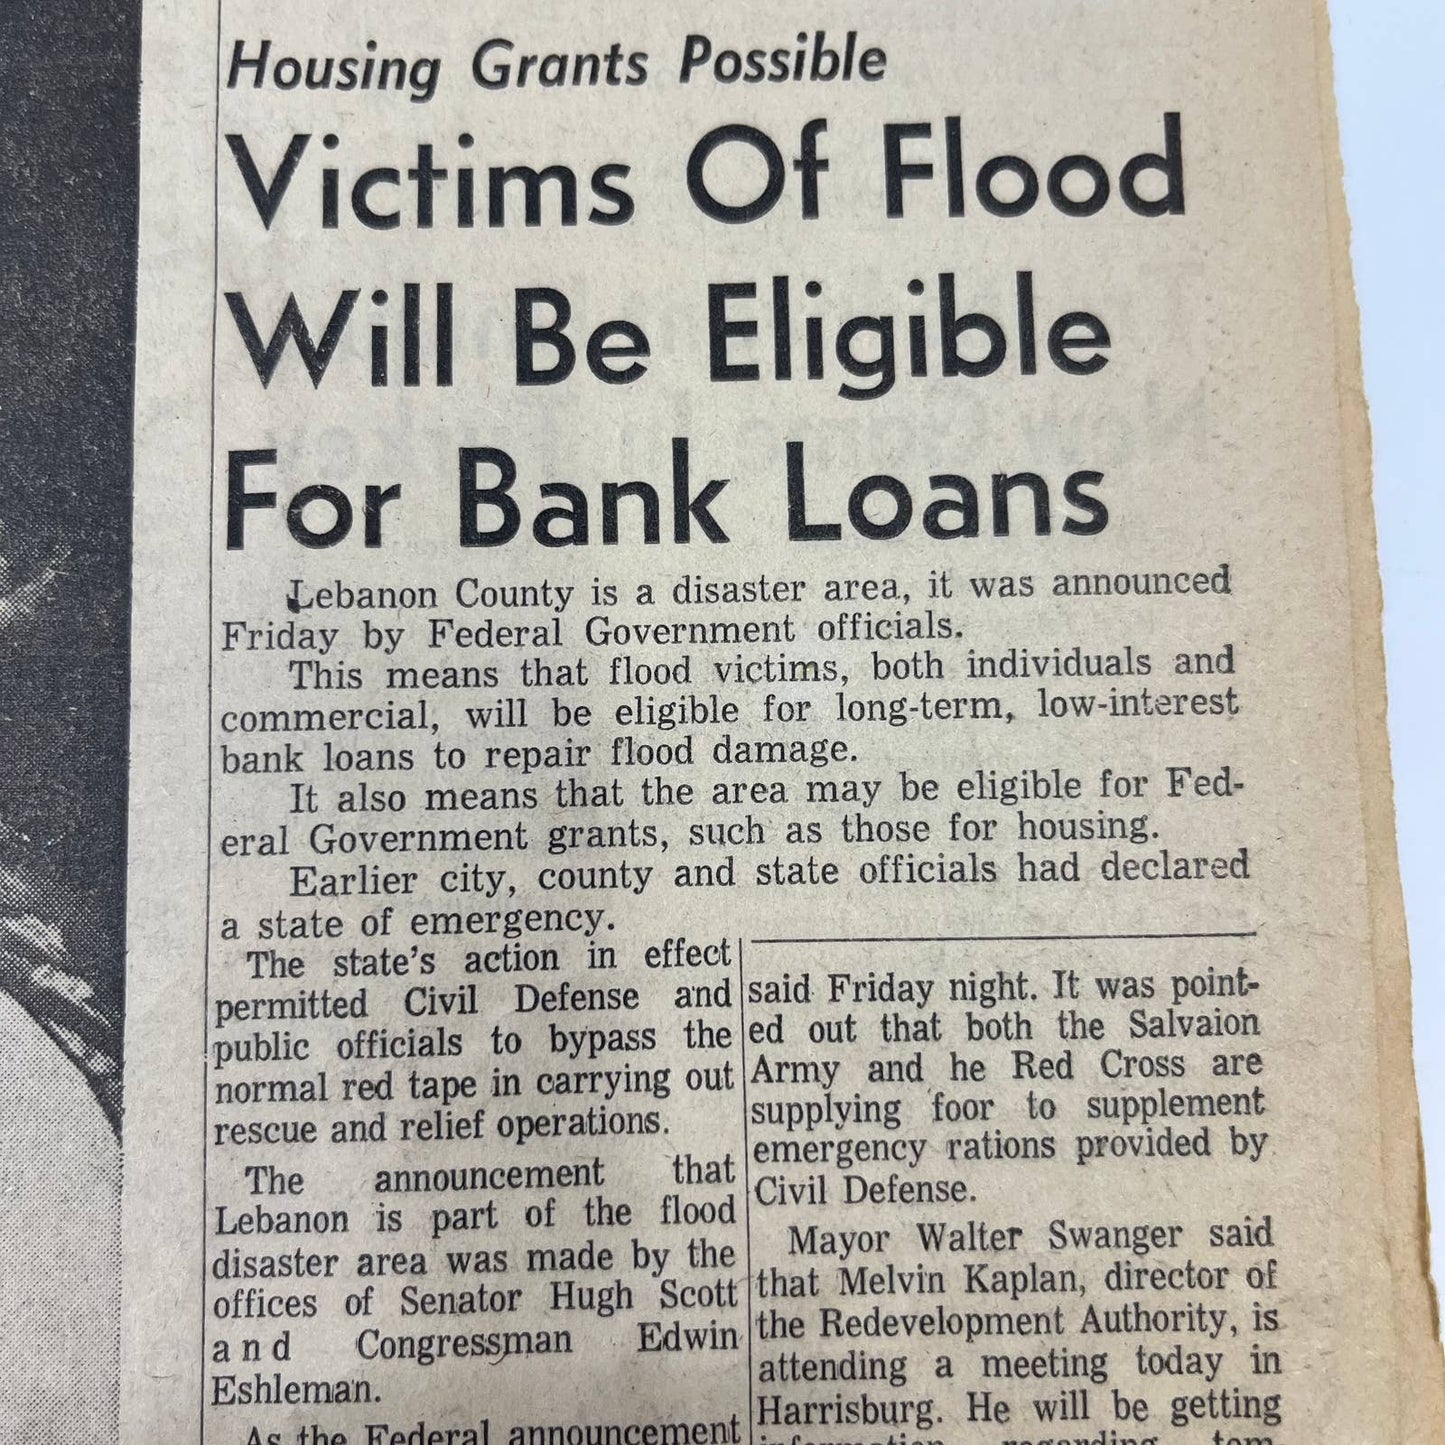 Housing Grants Possible
Victims Of Flood
Will Be Eligible
For Bank Loans
Lebanon County is a disaster area, it was announced
Friday by Federal Government officials.
This means that flood victims, both individuals and
commercial, will be eligible for long-term, low-interest
bank loans to repair flood damage.
It also means that the area may be eligible for Fed-
eral Government grants, such as those for housing.
Earlier city, county and state officials had declared
a state of emergency.
The state's action in effect
permitted Civil Defense and
public officials to bypass the
normal red tape in carrying out
rescue and relief operations.
The announcement that
Lebanon is part of the flood
disaster area was made by the
offices of Senator Hugh Scott
and Congressman Edwin
Eshleman.
As the Federal announcement
said Friday night. It was point-
ed out that both the Salvaion
Army and he Red Cross are
supplying foor to supplement
emergency rations provided by
Civil Defense.
Mayor Walter Swanger said
that Melvin Kaplan, director of
the Redevelopment Authority, is
attending a meeting today in
Harrisburg. He will be getting
information regarding